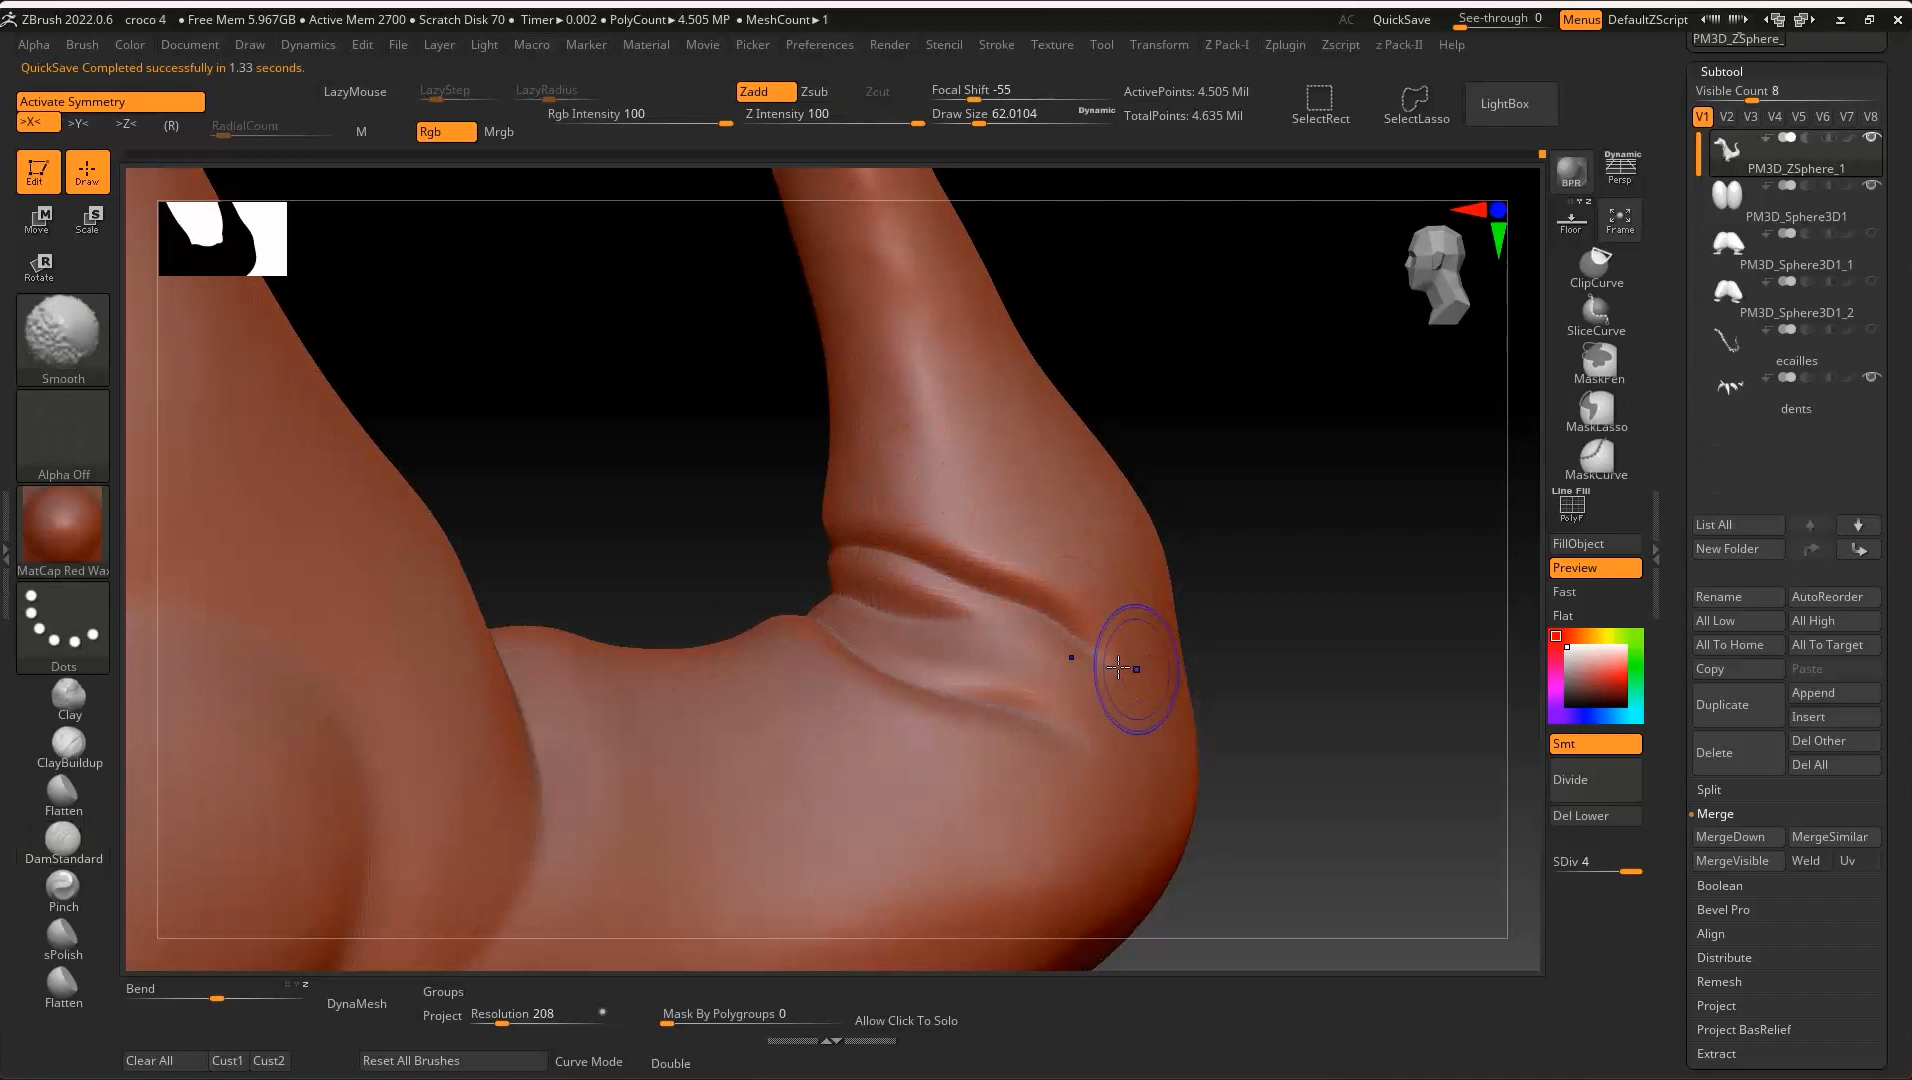 ZBrush 2022.0.6 croco 4 • Free Mem 5.967GB • Active Mem 2700 • Scratch Disk 70 • Timer▸0.002 • PolyCount▸4.505 MP • MeshCount▸1 AC QuickSave See-through 0 Menus DefaultZScript
Alpha Brush Color Document Draw Dynamics Edit File Layer Light Macro Marker Material Movie Picker Preferences Render Stencil Stroke Texture Tool Transform Z Pack-I Zplugin Zscript z Pack-II Help
QuickSave Completed successfully in 1.33 seconds.
Activate Symmetry
>X< >Y< >Z< (R) RadialCount
LazyMouse LazyStep LazyRadius
M Rgb Mrgb
Rgb Intensity 100
Zadd Zsub Zcut
Z Intensity 100
Focal Shift -55
Draw Size 62.0104 Dynamic
ActivePoints: 4.505 Mil
TotalPoints: 4.635 Mil
SelectRect SelectLasso LightBox
Edit Draw
Move Scale
Rotate
Smooth
Alpha Off
MatCap Red Wax
Dots
Clay
ClayBuildup
Flatten
DamStandard
Pinch
sPolish
Flatten
BPR
Dynamic
Persp
Floor Frame
ClipCurve
SliceCurve
MaskPen
MaskLasso
MaskCurve
Line Fill
PolyF
FillObject
Preview
Fast
Flat
Smt
Divide
Del Lower
SDiv 4
PM3D_ZSphere_
Subtool
Visible Count 8
V1 V2 V3 V4 V5 V6 V7 V8
PM3D_ZSphere_1
PM3D_Sphere3D1
PM3D_Sphere3D1_1
PM3D_Sphere3D1_2
ecailles
dents
List All
New Folder
Rename AutoReorder
All Low All High
All To Home All To Target
Copy Paste
Duplicate Append
Insert
Delete Del Other
Del All
Split
Merge
MergeDown MergeSimilar
MergeVisible Weld Uv
Boolean
Bevel Pro
Align
Distribute
Remesh
Project
Project BasRelief
Extract
Bend
DynaMesh
Groups
Project Resolution 208
Mask By Polygroups 0
Allow Click To Solo
Clear All Cust1 Cust2 Reset All Brushes Curve Mode Double